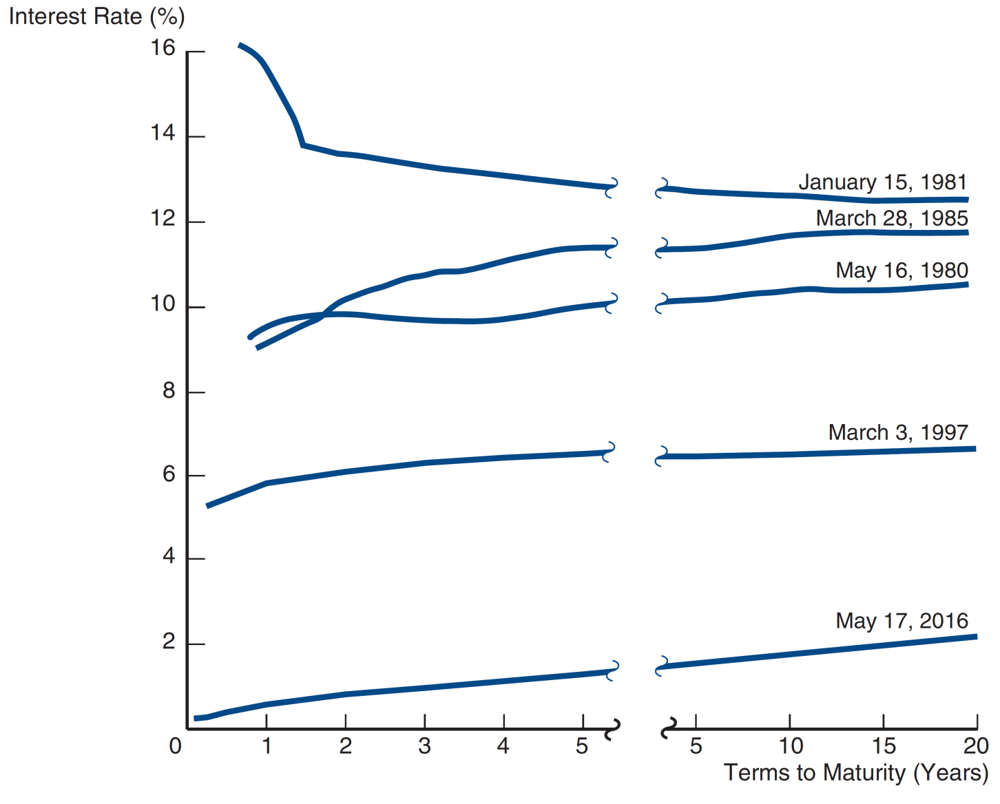 Interest Rate (%)
16
14
12
10
8
6
4
2
0
January 15, 1981
March 28, 1985
May 16, 1980
March 3, 1997
May 17, 2016
1 2 3 4 5 5 10 15 20
Terms to Maturity (Years)